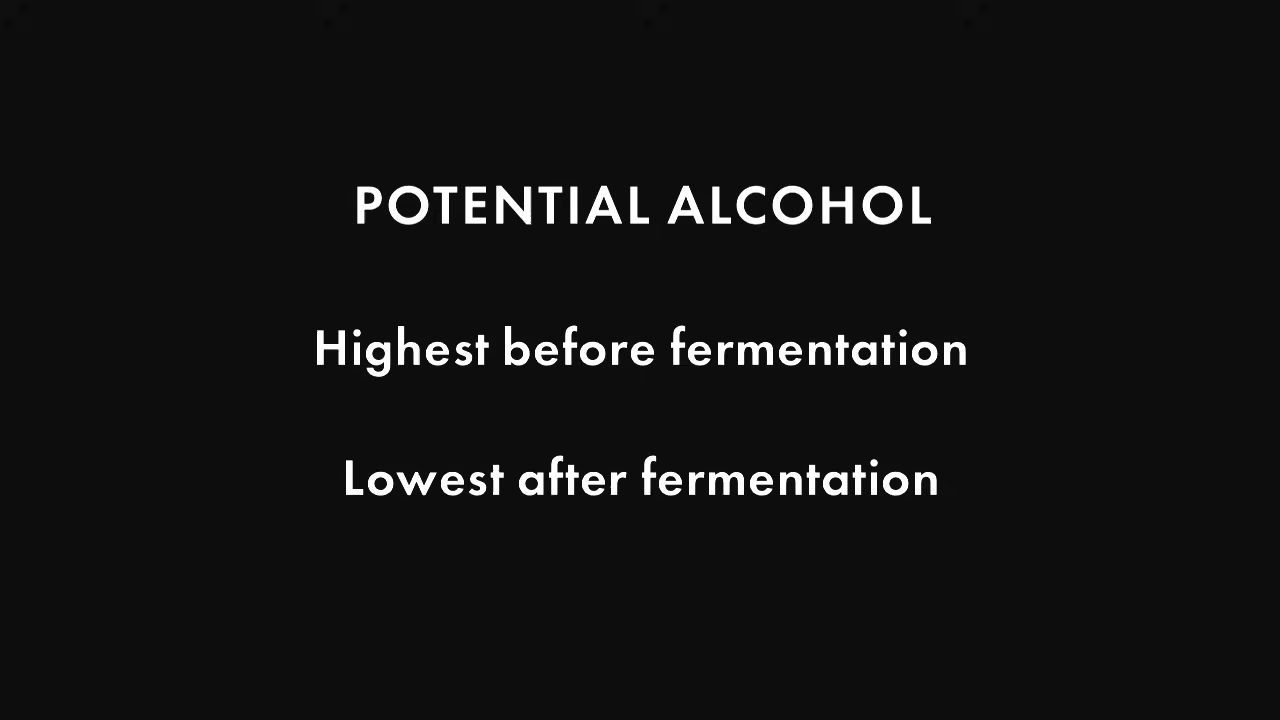 POTENTIAL ALCOHOL
Highest before fermentation
Lowest after fermentation